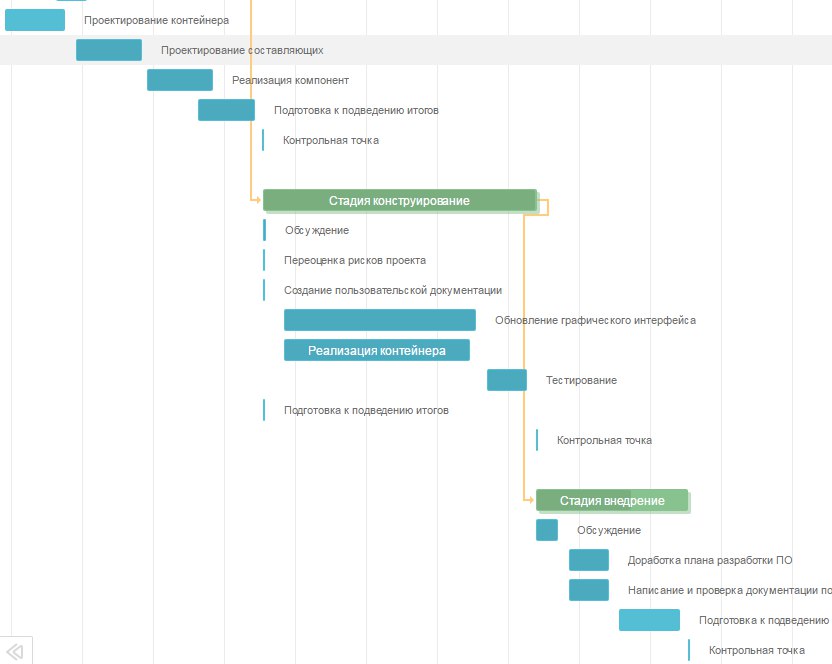 Проектирование контейнера
Проектирование составляющих
Реализация компонент
Подготовка к подведению итогов
Контрольная точка
Стадия конструирование
Обсуждение
Переоценка рисков проекта
Создание пользовательской документации
Обновление графического интерфейса
Реализация контейнера
Тестирование
Подготовка к подведению итогов
Контрольная точка
Стадия внедрение
Обсуждение
Доработка плана разработки ПО
Написание и проверка документации по
Подготовка к подведению
Контрольная точка